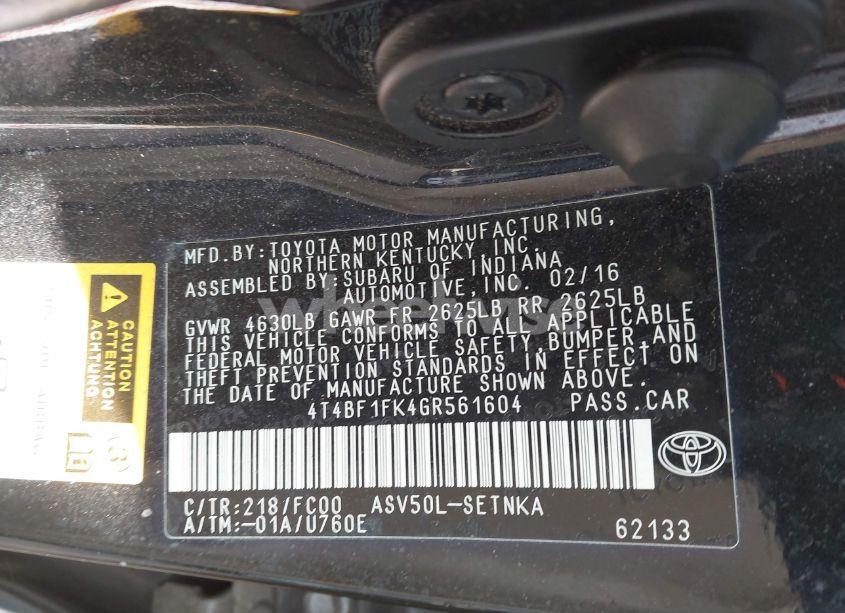 MFD.BY:TOYOTA MOTOR MANUFACTURING,
NORTHERN KENTUCKY, INC.
ASSEMBLED BY:SUBARU OF INDIANA
AUTOMOTIVE,INC. 02/16
GVWR 4630LB GAWR FR 2625LB RR 2625LB
THIS VEHICLE CONFORMS TO ALL APPLICABLE
FEDERAL MOTOR VEHICLE SAFETY,BUMPER,AND
THEFT PREVENTION STANDARDS IN EFFECT ON
THE DATE OF MANUFACTURE SHOWN ABOVE.
4T4BF1FK4GR561604 PASS.CAR
C/TR:218/FC00 ASV50L-SETNKA
A/TM:-01A/U760E
62133
CAUTION
ATTENTION
ACHTUNG